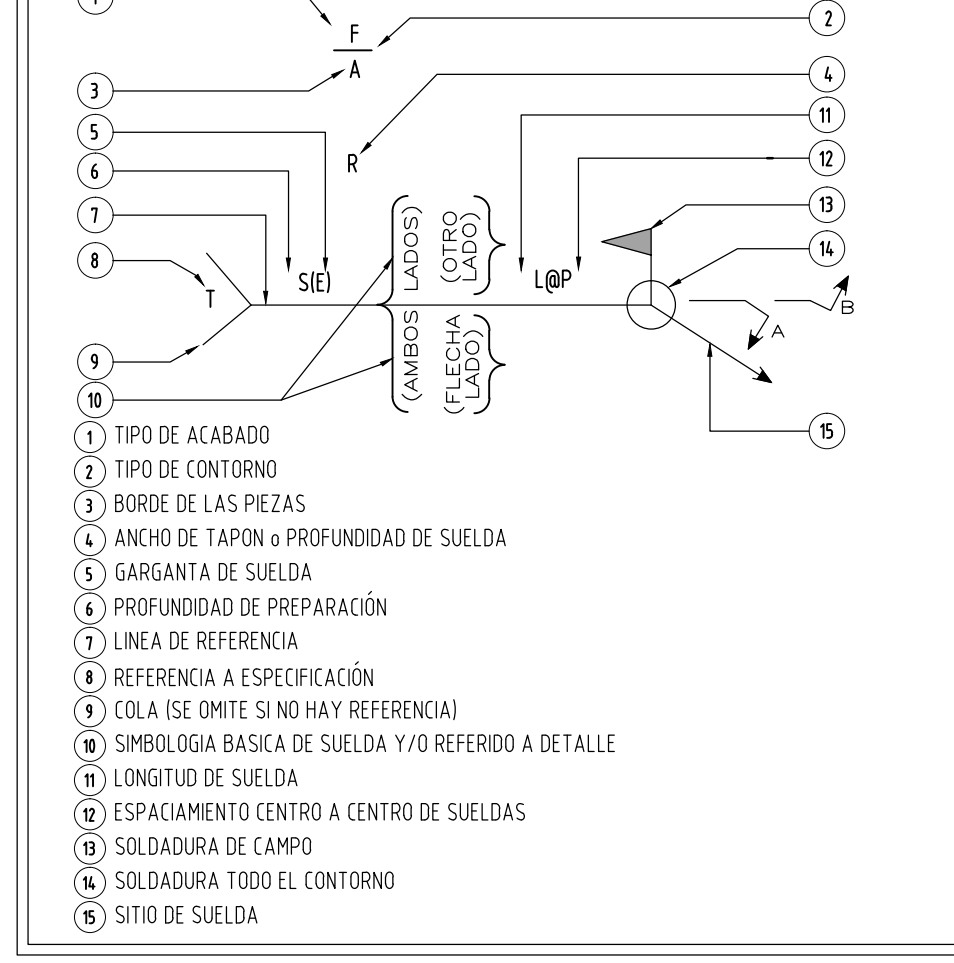 1
2
F
A
3
4
5
11
R
6
12
7
13
8
14
T
S(E)
(AMBOS LADOS)
(OTRO LADO)
(FLECHA LADO)
L@P
A
B
9
10
15
1 TIPO DE ACABADO
2 TIPO DE CONTORNO
3 BORDE DE LAS PIEZAS
4 ANCHO DE TAPON o PROFUNDIDAD DE SUELDA
5 GARGANTA DE SUELDA
6 PROFUNDIDAD DE PREPARACIÓN
7 LINEA DE REFERENCIA
8 REFERENCIA A ESPECIFICACIÓN
9 COLA (SE OMITE SI NO HAY REFERENCIA)
10 SIMBOLOGIA BASICA DE SUELDA Y/O REFERIDO A DETALLE
11 LONGITUD DE SUELDA
12 ESPACIAMIENTO CENTRO A CENTRO DE SUELDAS
13 SOLDADURA DE CAMPO
14 SOLDADURA TODO EL CONTORNO
15 SITIO DE SUELDA